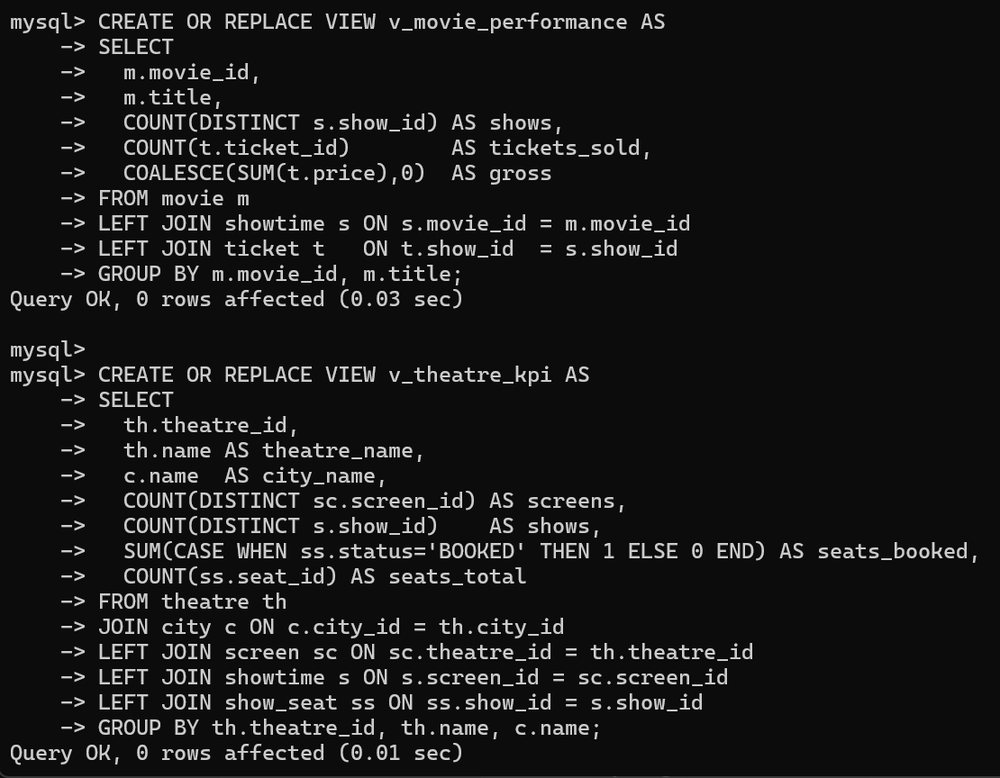 mysql> CREATE OR REPLACE VIEW v_movie_performance AS
    -> SELECT
    ->   m.movie_id,
    ->   m.title,
    ->   COUNT(DISTINCT s.show_id) AS shows,
    ->   COUNT(t.ticket_id)        AS tickets_sold,
    ->   COALESCE(SUM(t.price),0)  AS gross
    -> FROM movie m
    -> LEFT JOIN showtime s ON s.movie_id = m.movie_id
    -> LEFT JOIN ticket t   ON t.show_id  = s.show_id
    -> GROUP BY m.movie_id, m.title;
Query OK, 0 rows affected (0.03 sec)

mysql>
mysql> CREATE OR REPLACE VIEW v_theatre_kpi AS
    -> SELECT
    ->   th.theatre_id,
    ->   th.name AS theatre_name,
    ->   c.name  AS city_name,
    ->   COUNT(DISTINCT sc.screen_id) AS screens,
    ->   COUNT(DISTINCT s.show_id)    AS shows,
    ->   SUM(CASE WHEN ss.status='BOOKED' THEN 1 ELSE 0 END) AS seats_booked,
    ->   COUNT(ss.seat_id) AS seats_total
    -> FROM theatre th
    -> JOIN city c ON c.city_id = th.city_id
    -> LEFT JOIN screen sc ON sc.theatre_id = th.theatre_id
    -> LEFT JOIN showtime s ON s.screen_id = sc.screen_id
    -> LEFT JOIN show_seat ss ON ss.show_id = s.show_id
    -> GROUP BY th.theatre_id, th.name, c.name;
Query OK, 0 rows affected (0.01 sec)